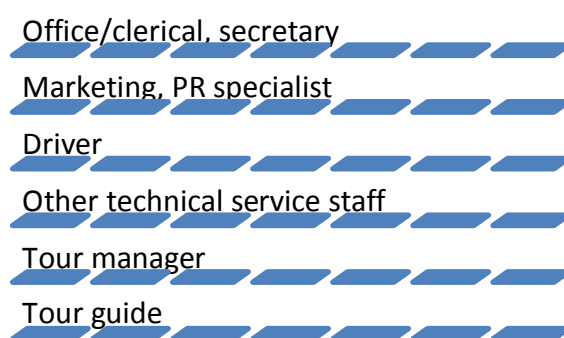 Office/clerical, secretary
Marketing, PR specialist
Driver
Other technical service staff
Tour manager
Tour guide